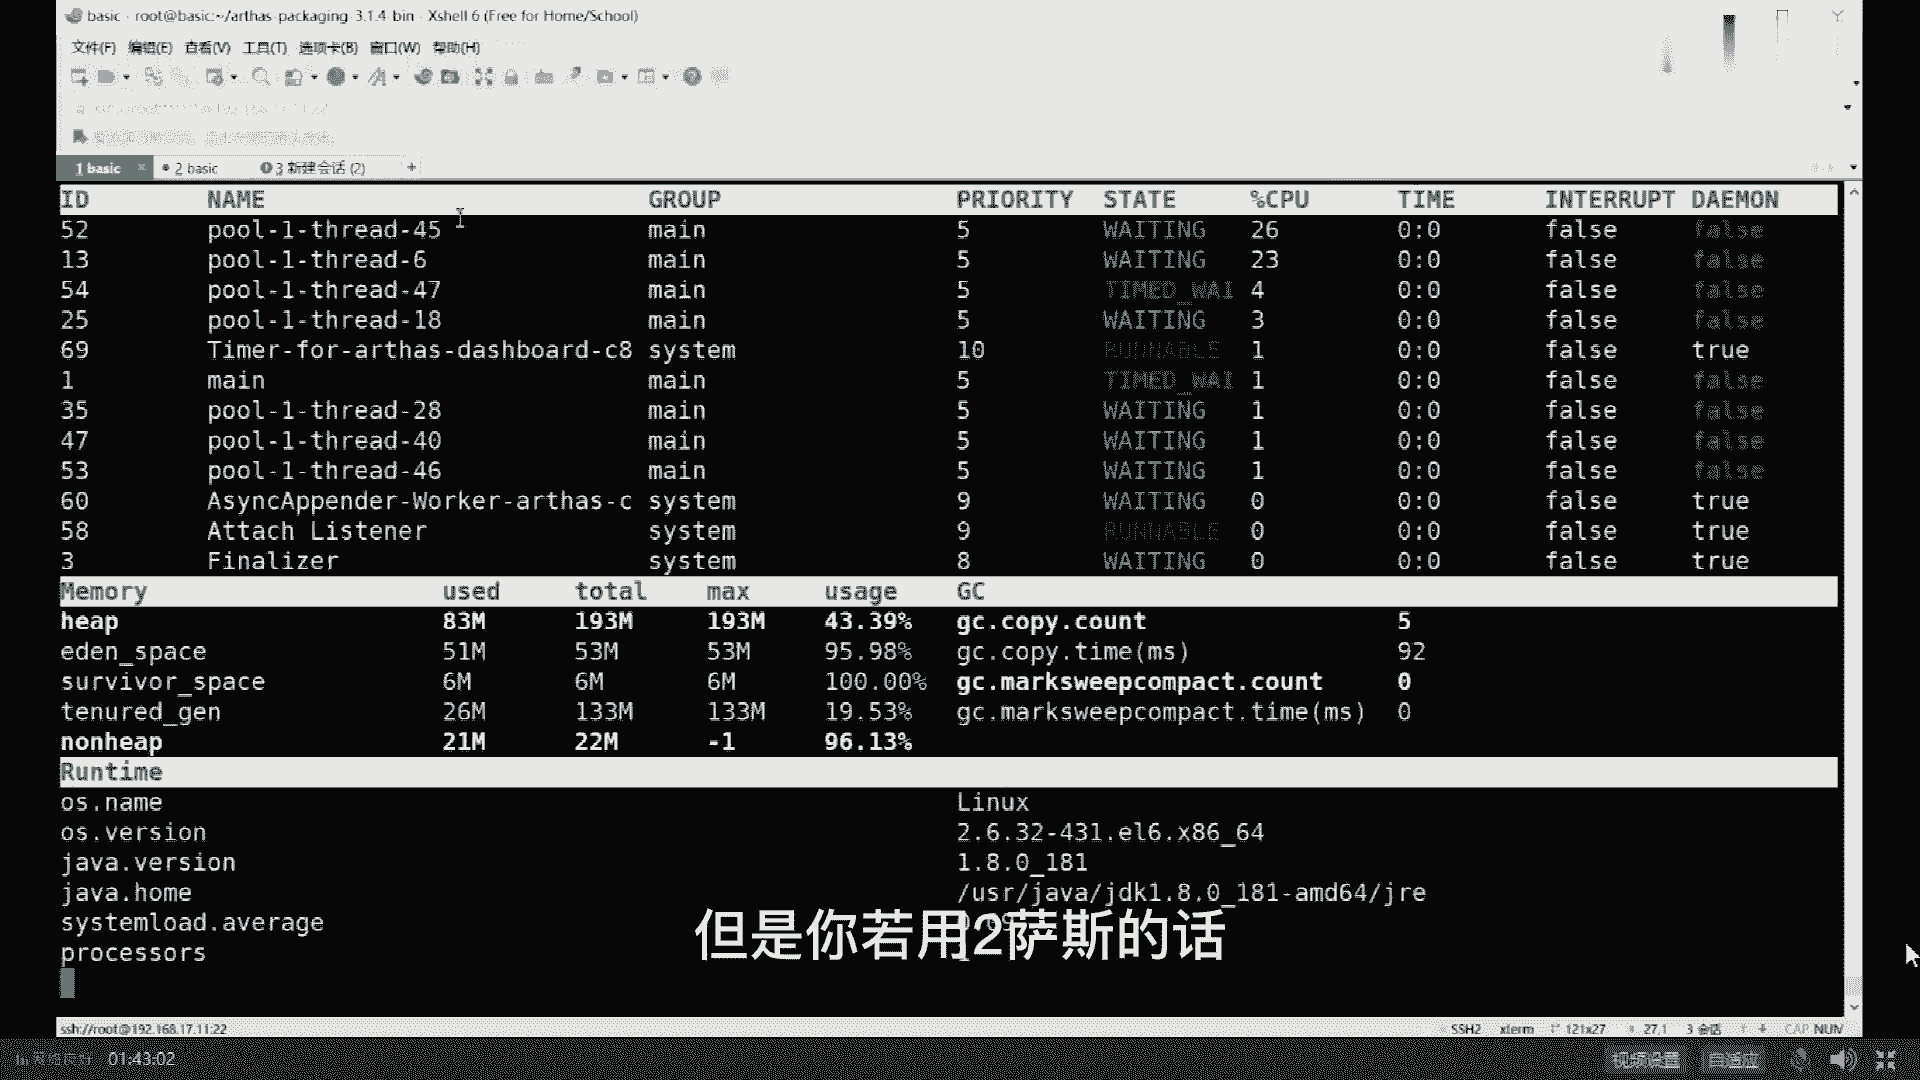 basic - root@basic:~/arthas-packaging-3.1.4-bin - Xshell 6 (Free for Home/School)
文件(F) 编辑(E) 查看(V) 工具(T) 选项卡(B) 窗口(W) 帮助(H)
1 basic × 2 basic 3 新建会话 (2) +
ID NAME GROUP PRIORITY STATE %CPU TIME INTERRUPT DAEMON
52 pool-1-thread-45 main 5 WAITING 26 0:0 false false
13 pool-1-thread-6 main 5 WAITING 23 0:0 false false
54 pool-1-thread-47 main 5 TIMED_WAI 4 0:0 false false
25 pool-1-thread-18 main 5 WAITING 3 0:0 false false
69 Timer-for-arthas-dashboard-c8 system 10 RUNNABLE 1 0:0 false true
1 main main 5 TIMED_WAI 1 0:0 false false
35 pool-1-thread-28 main 5 WAITING 1 0:0 false false
47 pool-1-thread-40 main 5 WAITING 1 0:0 false false
53 pool-1-thread-46 main 5 WAITING 1 0:0 false false
60 AsyncAppender-Worker-arthas-c system 9 WAITING 0 0:0 false true
58 Attach Listener system 9 RUNNABLE 0 0:0 false true
3 Finalizer system 8 WAITING 0 0:0 false true
Memory used total max usage GC
heap 83M 193M 193M 43.39% gc.copy.count 5
eden_space 51M 53M 53M 95.98% gc.copy.time(ms) 92
survivor_space 6M 6M 6M 100.00% gc.marksweepcompact.count 0
tenured_gen 26M 133M 133M 19.53% gc.marksweepcompact.time(ms) 0
nonheap 21M 22M -1 96.13%
Runtime
os.name Linux
os.version 2.6.32-431.el6.x86_64
java.version 1.8.0_181
java.home /usr/java/jdk1.8.0_181-amd64/jre
systemload.average
但是你若用2萨斯的话
processors
ssh://root@192.168.17.11:22 SSH2 xterm 121x27 27,1 3 会话 CAP NUM
01:43:02 视频设置 自适应